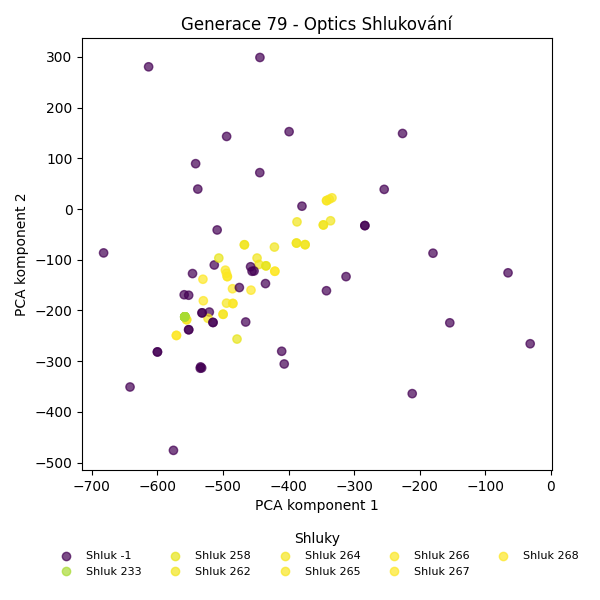 Generace 79 - Optics Shlukování
300
200
100
0
−100
−200
−300
−400
−500
PCA komponent 2
−700 −600 −500 −400 −300 −200 −100 0
PCA komponent 1
Shluky
Shluk -1 Shluk 258 Shluk 264 Shluk 266 Shluk 268
Shluk 233 Shluk 262 Shluk 265 Shluk 267